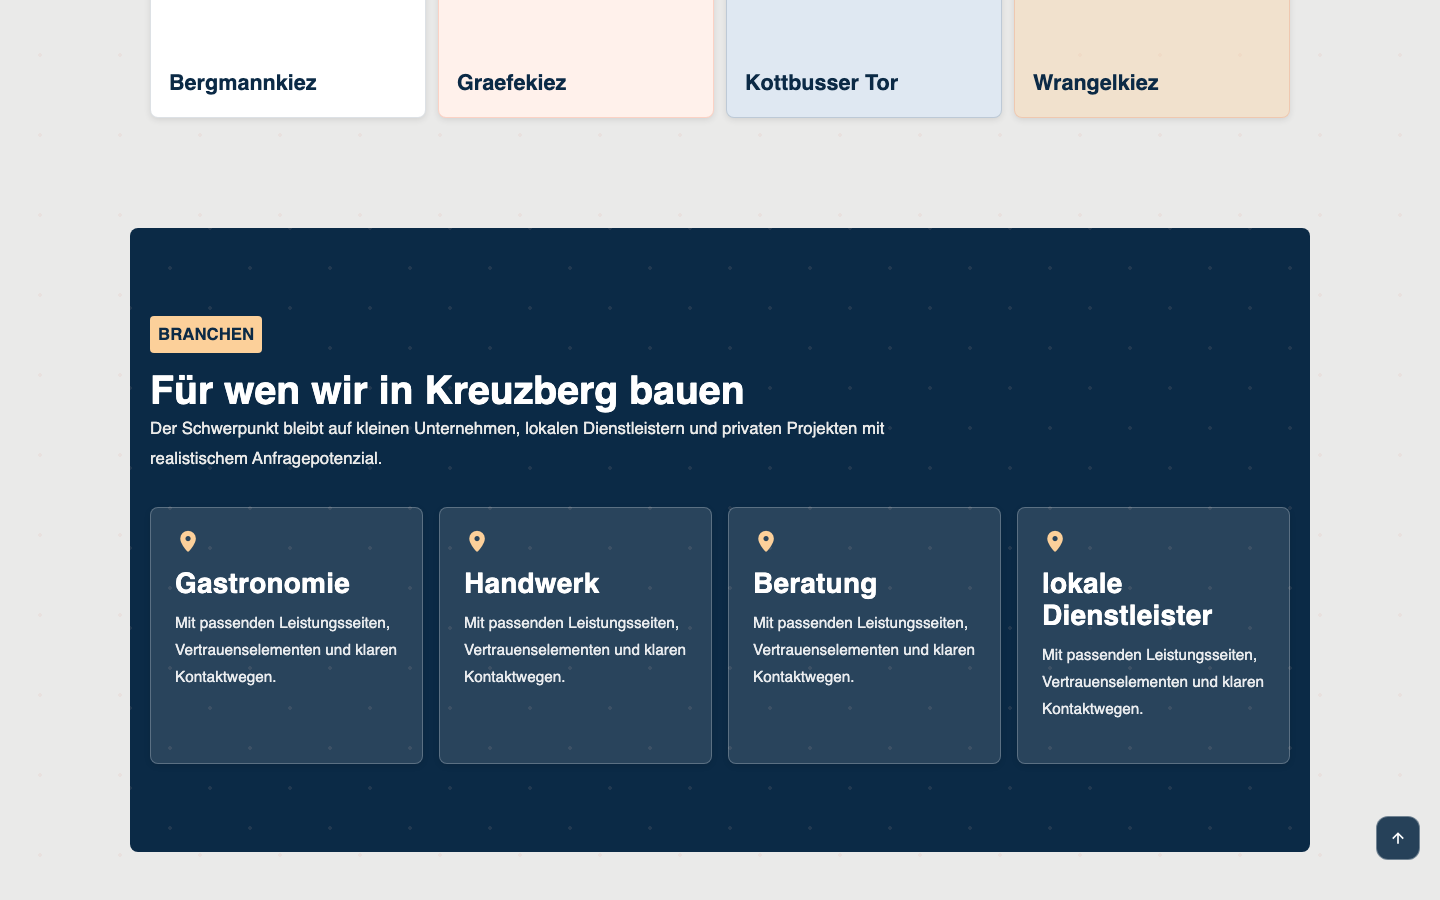 Bergmannkiez
Graefekiez
Kottbusser Tor
Wrangelkiez
BRANCHEN
Für wen wir in Kreuzberg bauen
Der Schwerpunkt bleibt auf kleinen Unternehmen, lokalen Dienstleistern und privaten Projekten mit
realistischem Anfragepotenzial.
Gastronomie
Mit passenden Leistungsseiten,
Vertrauenselementen und klaren
Kontaktwegen.
Handwerk
Mit passenden Leistungsseiten,
Vertrauenselementen und klaren
Kontaktwegen.
Beratung
Mit passenden Leistungsseiten,
Vertrauenselementen und klaren
Kontaktwegen.
lokale
Dienstleister
Mit passenden Leistungsseiten,
Vertrauenselementen und klaren
Kontaktwegen.